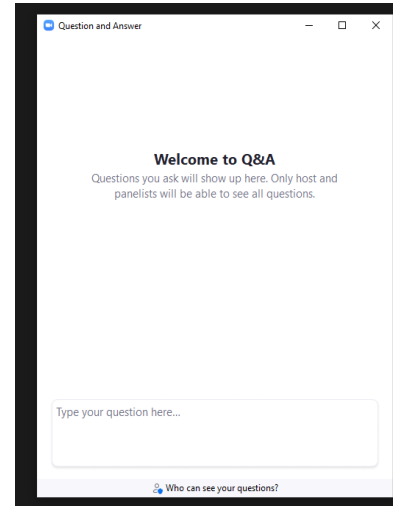 Question and Answer
Welcome to Q&A
Questions you ask will show up here. Only host and
panelists will be able to see all questions.
Type your question here...
Who can see your questions?